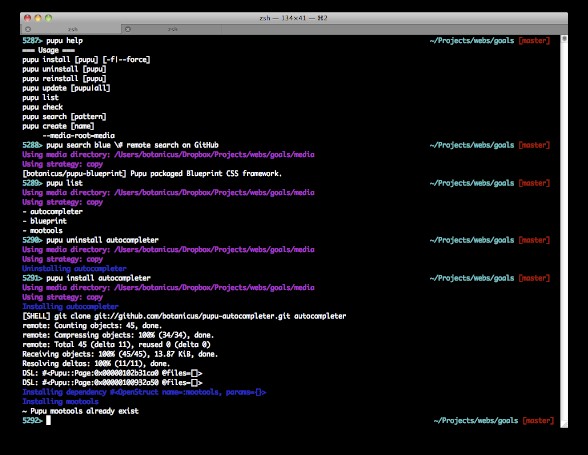 zsh — 134×41 — ⌘2
zsh zsh
5287> pupu help ~/Projects/webs/goals [master]
=== Usage ===
pupu install [pupu] [-f|--force]
pupu uninstall [pupu]
pupu reinstall [pupu]
pupu update [pupu|all]
pupu list
pupu check
pupu search [pattern]
pupu create [name]
--media-root=media
5288> pupu search blue \# remote search on GitHub ~/Projects/webs/goals [master]
Using media directory: /Users/botanicus/Dropbox/Projects/webs/goals/media
Using strategy: copy
[botanicus/pupu-blueprint] Pupu packaged Blueprint CSS framework.
5289> pupu list ~/Projects/webs/goals [master]
Using media directory: /Users/botanicus/Dropbox/Projects/webs/goals/media
Using strategy: copy
- autocompleter
- blueprint
- mootools
5290> pupu uninstall autocompleter ~/Projects/webs/goals [master]
Using media directory: /Users/botanicus/Dropbox/Projects/webs/goals/media
Using strategy: copy
Uninstalling autocompleter
5291> pupu install autocompleter ~/Projects/webs/goals [master]
Using media directory: /Users/botanicus/Dropbox/Projects/webs/goals/media
Using strategy: copy
Installing autocompleter
[SHELL] git clone git://github.com/botanicus/pupu-autocompleter.git autocompleter
remote: Counting objects: 45, done.
remote: Compressing objects: 100% (34/34), done.
remote: Total 45 (delta 11), reused 0 (delta 0)
Receiving objects: 100% (45/45), 13.87 KiB, done.
Resolving deltas: 100% (11/11), done.
DSL: #<Pupu::Page:0x00000102b31ca0 @files=[]>
DSL: #<Pupu::Page:0x00000100932a50 @files=[]>
Installing dependency #<OpenStruct name=:mootools, params={}>
Installing mootools
~ Pupu mootools already exist
5292> ~/Projects/webs/goals [master]